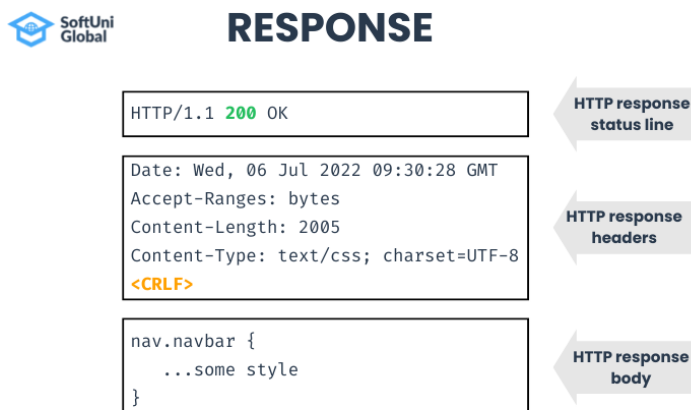 SoftUni
Global
RESPONSE
HTTP/1.1 200 OK
HTTP response
status line
Date: Wed, 06 Jul 2022 09:30:28 GMT
Accept-Ranges: bytes
Content-Length: 2005
Content-Type: text/css; charset=UTF-8
<CRLF>
HTTP response
headers
nav.navbar {
...some style
}
HTTP response
body